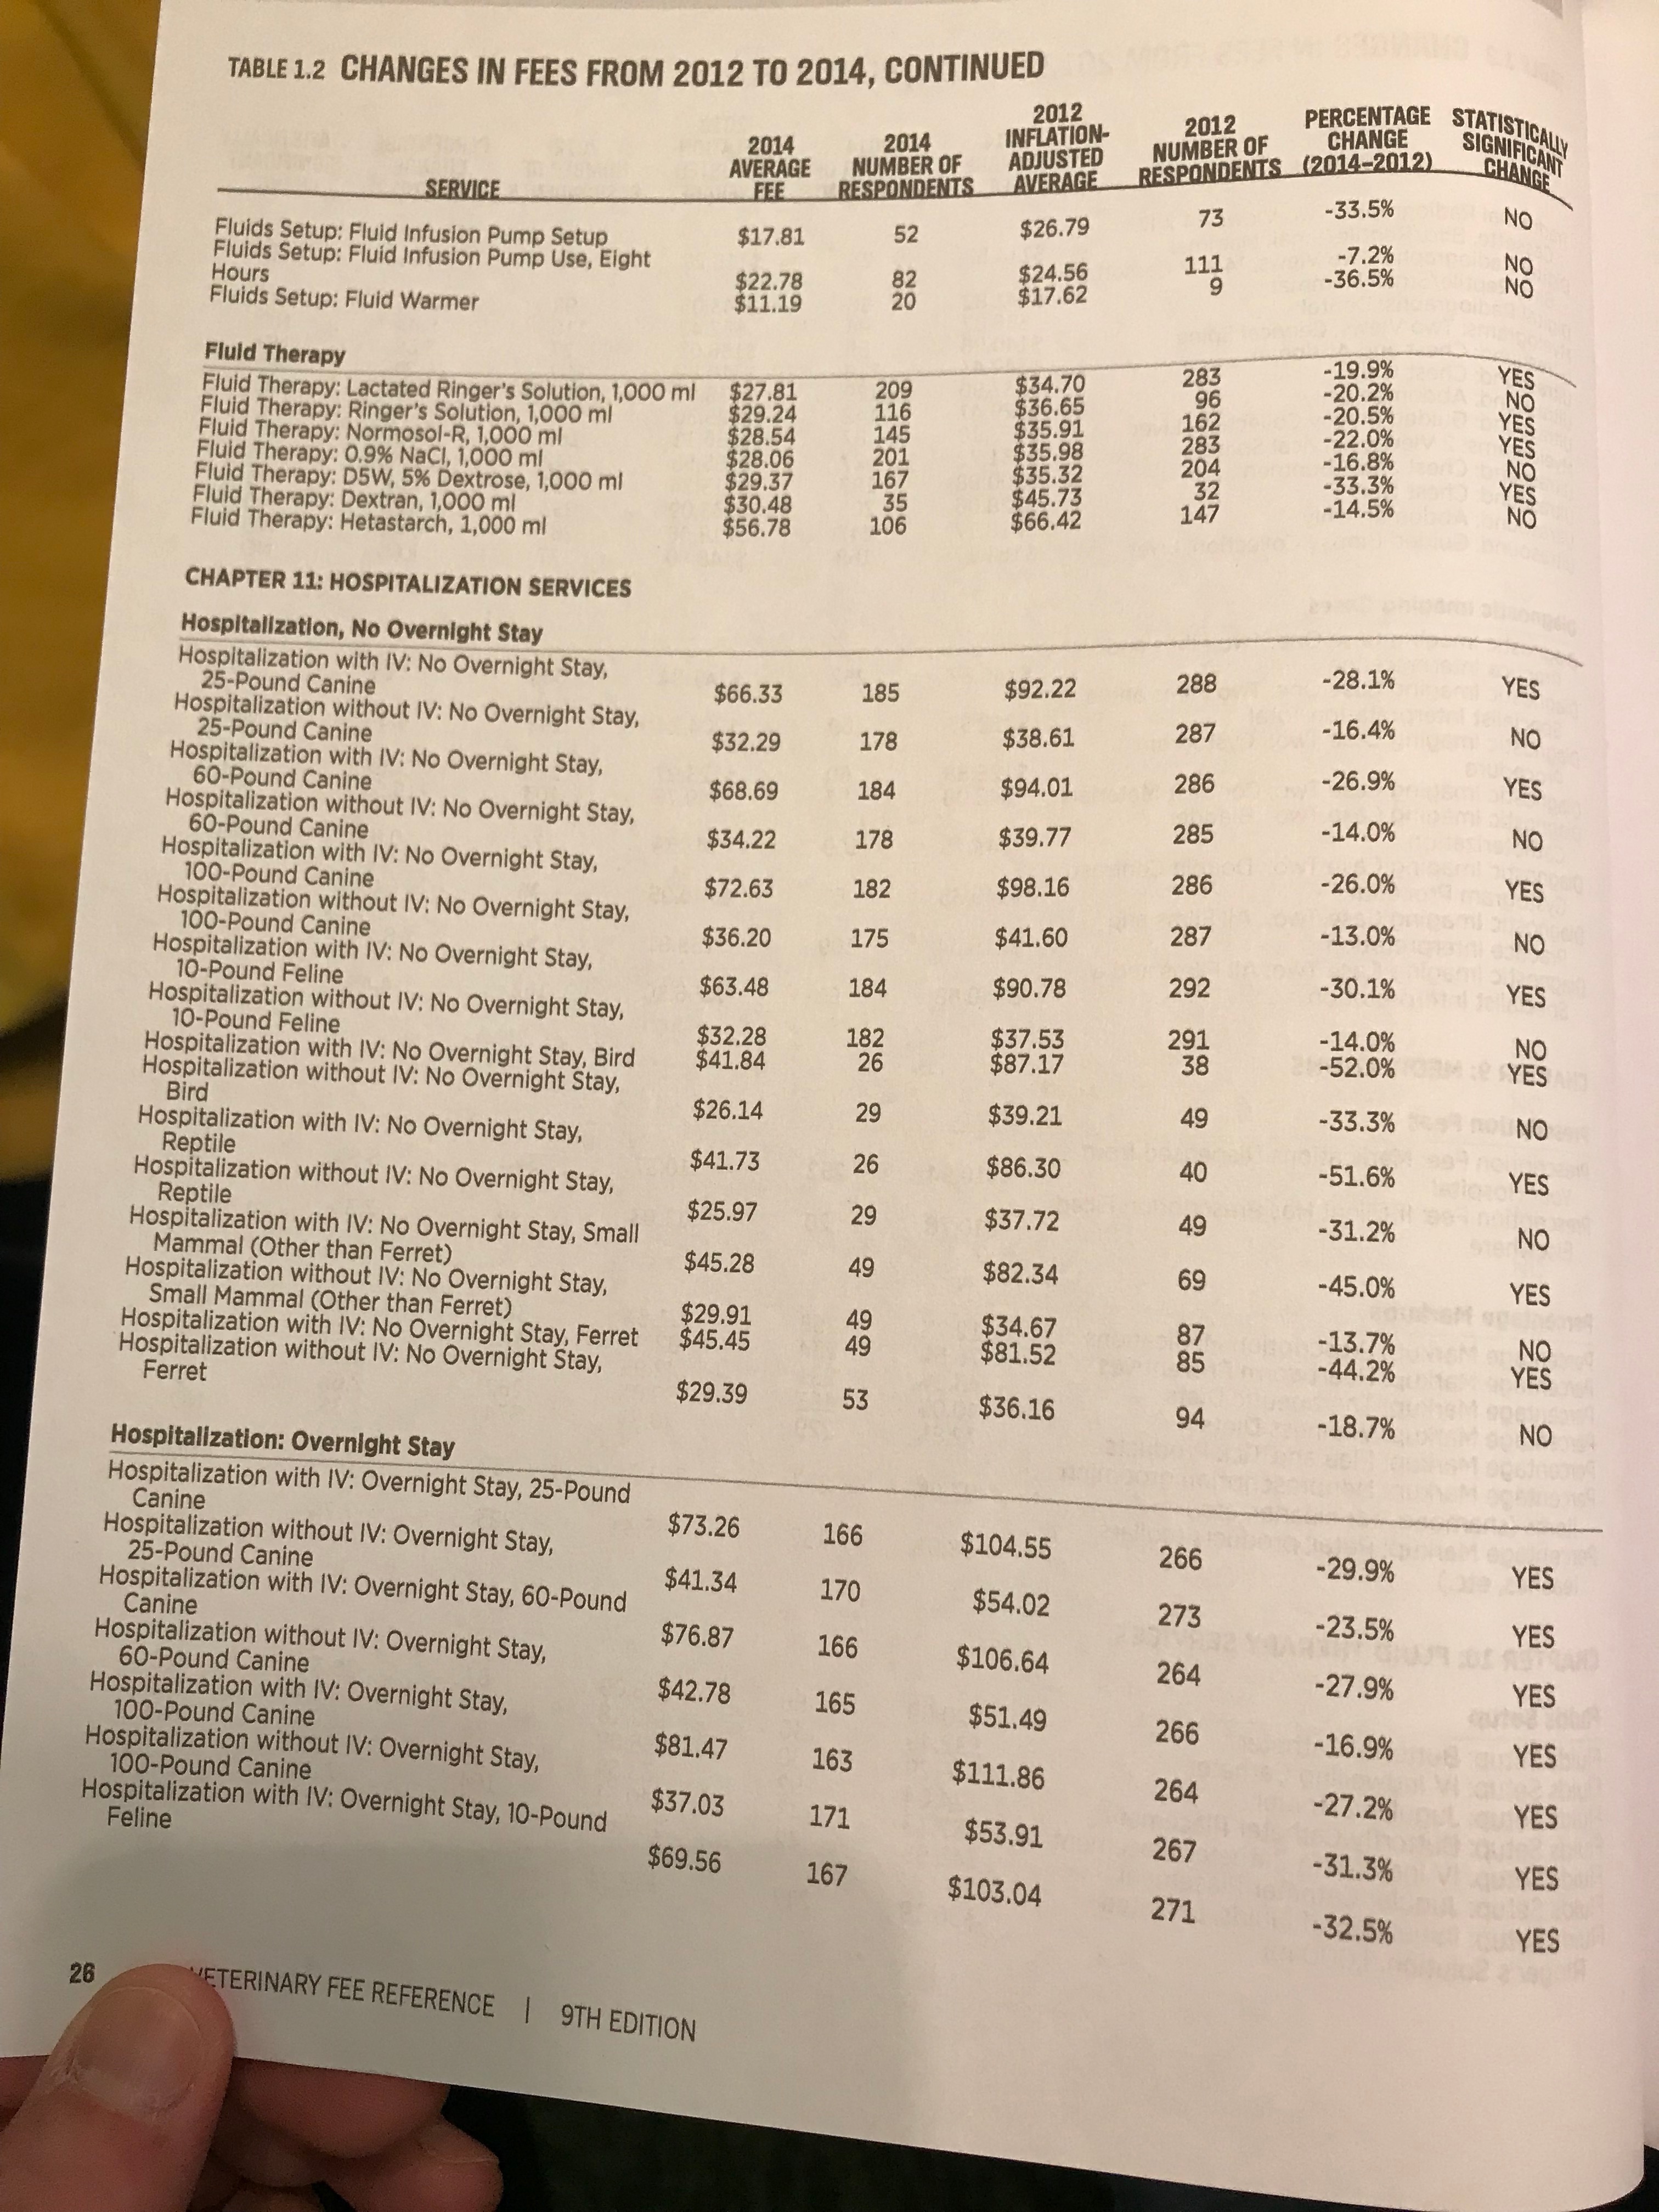 TABLE 1.2 CHANGES IN FEES FROM 2012 TO 2014, CONTINUED
SERVICE 2014 AVERAGE FEE 2014 NUMBER OF RESPONDENTS 2012 INFLATION-ADJUSTED AVERAGE 2012 NUMBER OF RESPONDENTS PERCENTAGE CHANGE (2014–2012) STATISTICALLY SIGNIFICANT CHANGE
Fluids Setup: Fluid Infusion Pump Setup $17.81 52 $26.79 73 -33.5% NO
Fluids Setup: Fluid Infusion Pump Use, Eight
Hours $22.78 82 $24.56 111 -7.2% NO
Fluids Setup: Fluid Warmer $11.19 20 $17.62 9 -36.5% NO
Fluid Therapy
Fluid Therapy: Lactated Ringer's Solution, 1,000 ml $27.81 209 $34.70 283 -19.9% YES
Fluid Therapy: Ringer's Solution, 1,000 ml $29.24 116 $36.65 96 -20.2% NO
Fluid Therapy: Normosol-R, 1,000 ml $28.54 145 $35.91 162 -20.5% YES
Fluid Therapy: 0.9% NaCl, 1,000 ml $28.06 201 $35.98 283 -22.0% YES
Fluid Therapy: D5W, 5% Dextrose, 1,000 ml $29.37 167 $35.32 204 -16.8% NO
Fluid Therapy: Dextran, 1,000 ml $30.48 35 $45.73 32 -33.3% YES
Fluid Therapy: Hetastarch, 1,000 ml $56.78 106 $66.42 147 -14.5% NO
CHAPTER 11: HOSPITALIZATION SERVICES
Hospitalization, No Overnight Stay
Hospitalization with IV: No Overnight Stay,
25-Pound Canine $66.33 185 $92.22 288 -28.1% YES
Hospitalization without IV: No Overnight Stay,
25-Pound Canine $32.29 178 $38.61 287 -16.4% NO
Hospitalization with IV: No Overnight Stay,
60-Pound Canine $68.69 184 $94.01 286 -26.9% YES
Hospitalization without IV: No Overnight Stay,
60-Pound Canine $34.22 178 $39.77 285 -14.0% NO
Hospitalization with IV: No Overnight Stay,
100-Pound Canine $72.63 182 $98.16 286 -26.0% YES
Hospitalization without IV: No Overnight Stay,
100-Pound Canine $36.20 175 $41.60 287 -13.0% NO
Hospitalization with IV: No Overnight Stay,
10-Pound Feline $63.48 184 $90.78 292 -30.1% YES
Hospitalization without IV: No Overnight Stay,
10-Pound Feline $32.28 182 $37.53 291 -14.0% NO
Hospitalization with IV: No Overnight Stay, Bird $41.84 26 $87.17 38 -52.0% YES
Hospitalization without IV: No Overnight Stay,
Bird $26.14 29 $39.21 49 -33.3% NO
Hospitalization with IV: No Overnight Stay,
Reptile $41.73 26 $86.30 40 -51.6% YES
Hospitalization without IV: No Overnight Stay,
Reptile $25.97 29 $37.72 49 -31.2% NO
Hospitalization with IV: No Overnight Stay, Small
Mammal (Other than Ferret) $45.28 49 $82.34 69 -45.0% YES
Hospitalization without IV: No Overnight Stay,
Small Mammal (Other than Ferret) $29.91 49 $34.67 87 -13.7% NO
Hospitalization with IV: No Overnight Stay, Ferret $45.45 49 $81.52 85 -44.2% YES
Hospitalization without IV: No Overnight Stay,
Ferret $29.39 53 $36.16 94 -18.7% NO
Hospitalization: Overnight Stay
Hospitalization with IV: Overnight Stay, 25-Pound
Canine $73.26 166 $104.55 266 -29.9% YES
Hospitalization without IV: Overnight Stay,
25-Pound Canine $41.34 170 $54.02 273 -23.5% YES
Hospitalization with IV: Overnight Stay, 60-Pound
Canine $76.87 166 $106.64 264 -27.9% YES
Hospitalization without IV: Overnight Stay,
60-Pound Canine $42.78 165 $51.49 266 -16.9% YES
Hospitalization with IV: Overnight Stay,
100-Pound Canine $81.47 163 $111.86 264 -27.2% YES
Hospitalization without IV: Overnight Stay,
100-Pound Canine $37.03 171 $53.91 267 -31.3% YES
Hospitalization with IV: Overnight Stay, 10-Pound
Feline $69.56 167 $103.04 271 -32.5% YES
26 VETERINARY FEE REFERENCE | 9TH EDITION